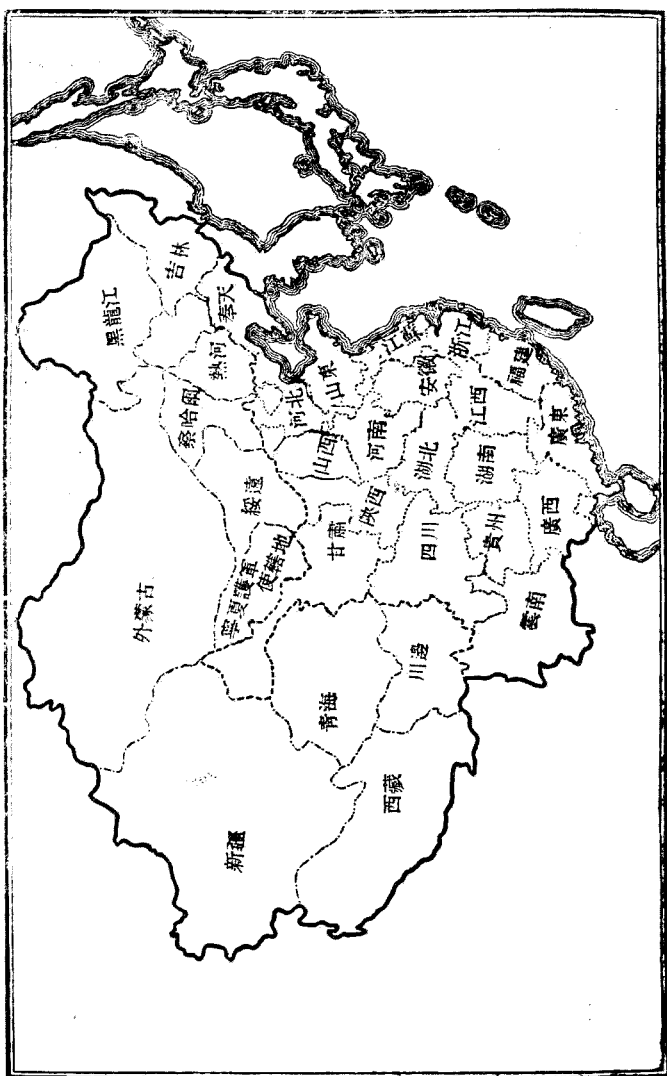 黑龍江
吉林
奉天
熱河
察哈爾
綏遠
外蒙古
寧夏護軍
使轄地
新疆
青海
甘肅
陝西
山西
河北
山東
河南
江蘇
安徽
浙江
湖北
江西
福建
湖南
四川
川邊
西藏
貴州
雲南
廣西
廣東